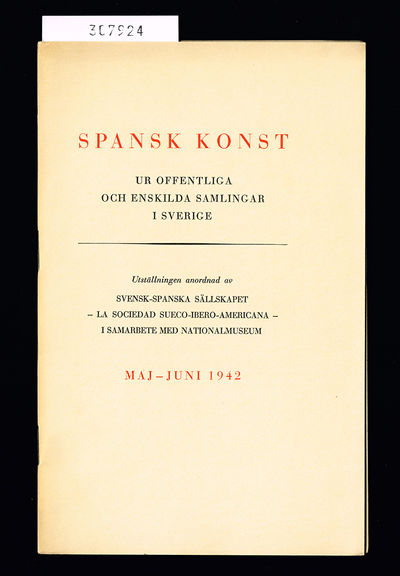 307924
SPANSK KONST
UR OFFENTLIGA
OCH ENSKILDA SAMLINGAR
I SVERIGE
Utställningen anordnad av
SVENSK-SPANSKA SÄLLSKAPET
– LA SOCIEDAD SUECO-IBERO-AMERICANA –
I SAMARBETE MED NATIONALMUSEUM
MAJ–JUNI 1942